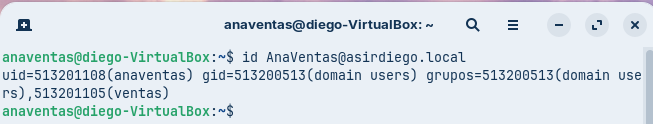 anaventas@diego-VirtualBox: ~
anaventas@diego-VirtualBox:~$ id AnaVentas@asirdiego.local
uid=513201108(anaventas) gid=513200513(domain users) grupos=513200513(domain use
rs),513201105(ventas)
anaventas@diego-VirtualBox:~$